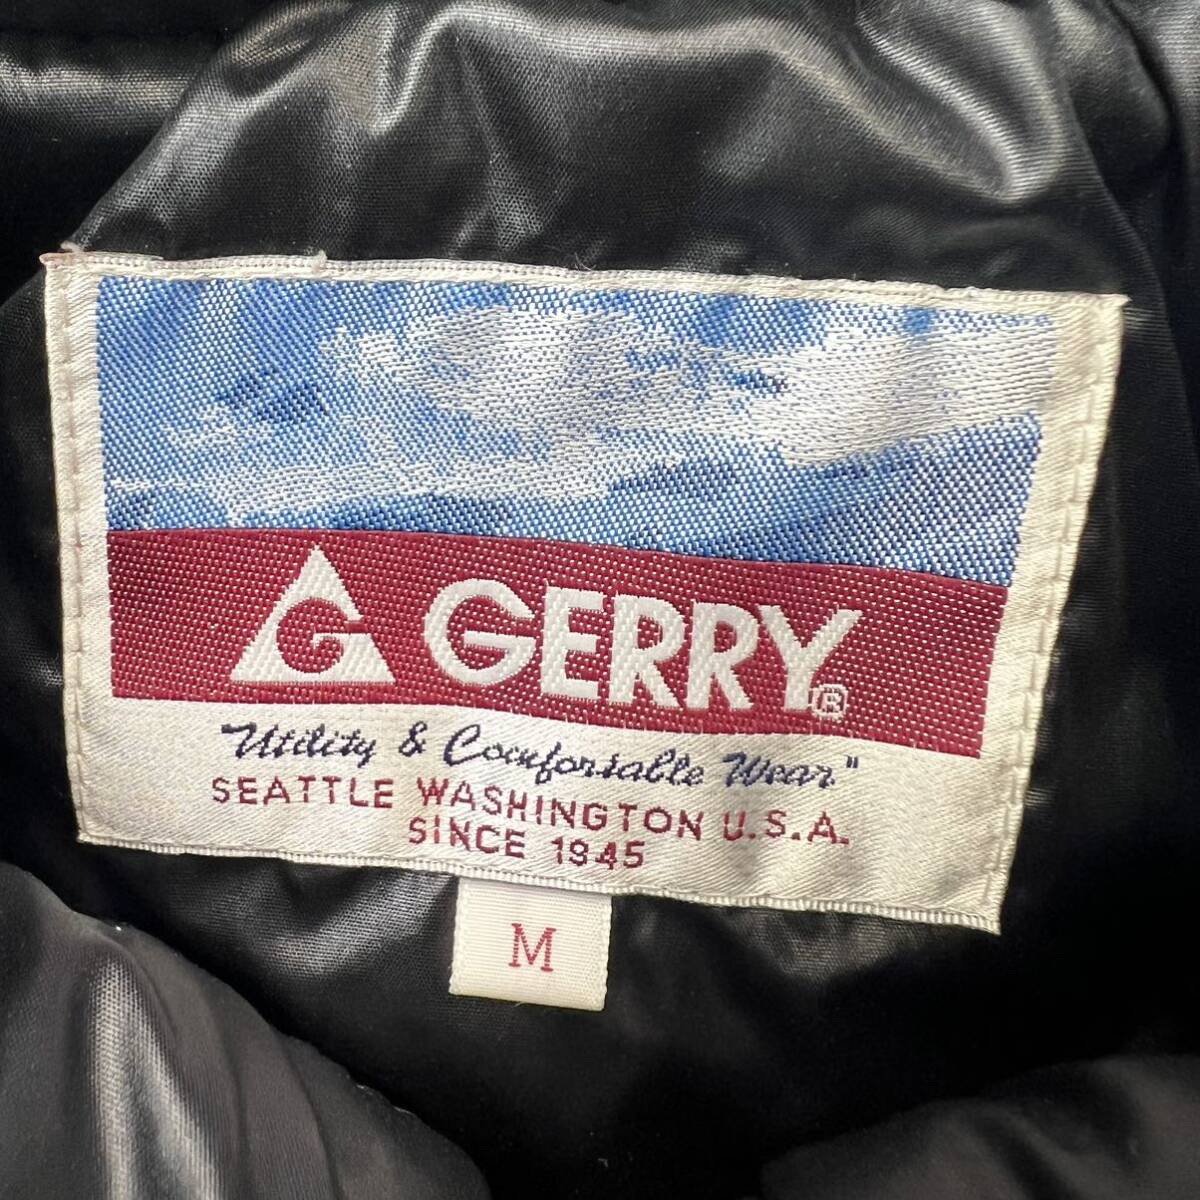 G GERRY®
"Utility & Comfortable Wear"
SEATTLE WASHINGTON U.S.A.
SINCE 1945
M